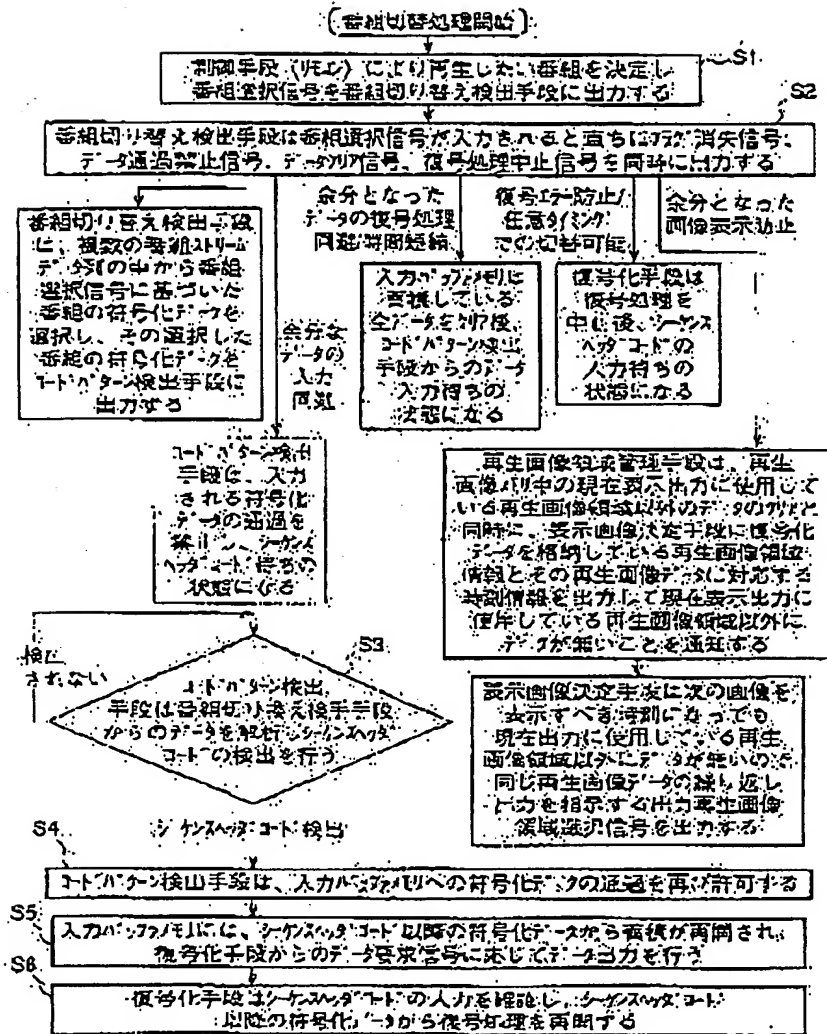 番組切替処理開始
S1
制御手段（リモコン）により再生したい番組を決定し
番組選択信号を番組切り替え検出手段に出力する
S2
番組切り替え検出手段は番組選択信号が入力されると直ちにフラグ消失信号、
データ通過禁止信号、データクリア信号、復号処理中止信号を同時に出力する
番組切り替え検出手段
は、複数の番組ストリーム
データ列の中から番組
選択信号に基づいた
番組の符号化データを
選択し、その選択した
番組の符号化データを
コードパターン検出手段に
出力する
余分な
データの
入力
回避
余分となった
データの復号処理
回避/時間短縮
復号エラー防止/
任意タイミング
での切替可能
余分となった
画像表示防止
入力バッファメモリは
蓄積している
全データをクリア後、
コードパターン検出
手段からのデータ
入力待ちの
状態になる
復号化手段は
復号処理を
中止後、シーケンス
ヘッダコードの
入力待ちの
状態になる
コードパターン検出
手段は、入力
される符号化
データの通過を
禁止し、シーケンス
ヘッダコード待ちの
状態になる
再生画像領域管理手段は、再生
画像メモリ中の現在表示出力に使用して
いる再生画像領域以外のデータのクリアと
同時に、表示画像決定手段に復号化
データを格納している再生画像領域
情報とその再生画像データに対応する
時刻情報を出力して現在表示出力に
使用している再生画像領域以外に
データが無いことを通知する
検出
されない
S3
コードパターン検出
手段は番組切り換え検手手段
からのデータを解析シーケンスヘッダ
コードの検出を行う
表示画像決定手段に次の画像を
表示すべき時刻になっても
現在出力に使用している再生
画像領域以外にデータが無いので
同じ再生画像データの繰り返し
出力を指示する出力再生画像
領域選択信号を出力する
シーケンスヘッダコード検出
S4
コードパターン検出手段は、入力バッファメモリへの符号化データの通過を再び許可する
S5
入力バッファメモリには、シーケンスヘッダコード以降の符号化データから蓄積が再開され、
復号化手段からのデータ要求信号に応じてデータ出力を行う
S6
復号化手段はシーケンスヘッダコードの入力を確認し、シーケンスヘッダコード
以降の符号化データから復号処理を再開する